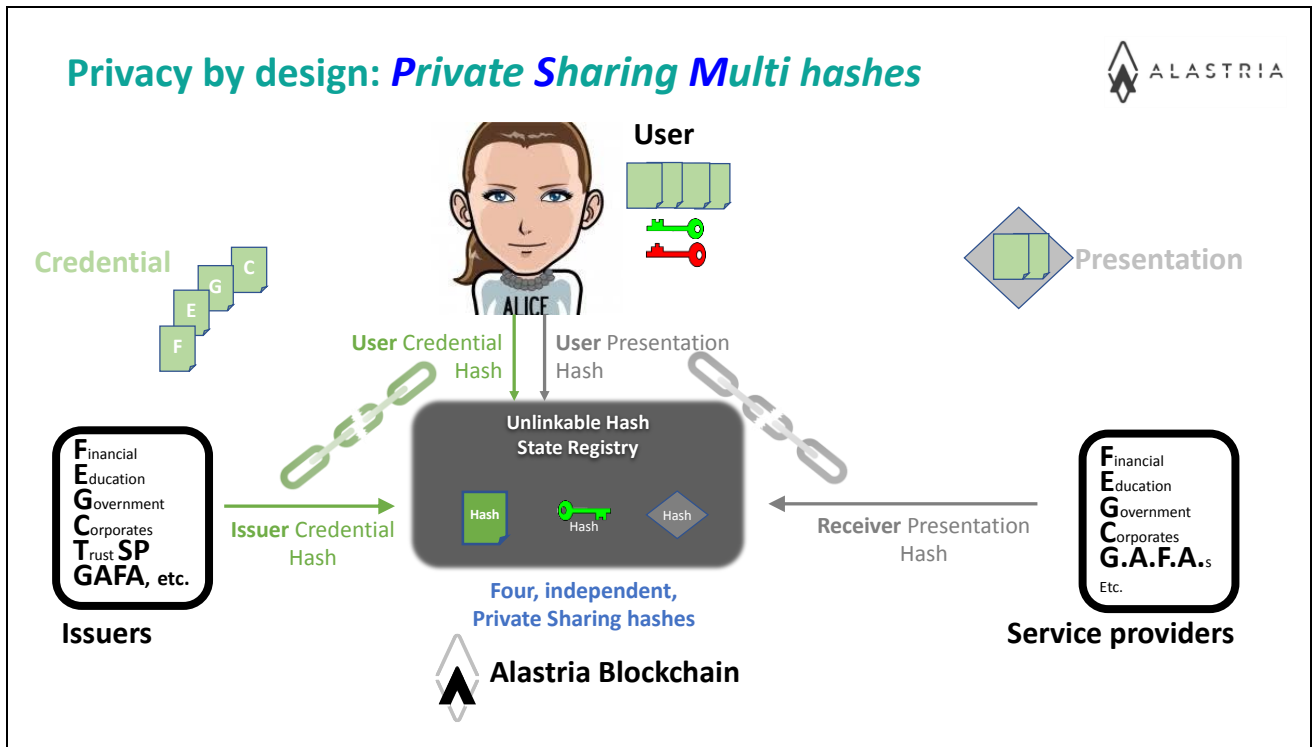 Privacy by design: Private Sharing Multi hashes
ALASTRIA
User
Credential
C
G
E
F
ALICE
Presentation
User Credential
Hash
User Presentation
Hash
Unlinkable Hash
State Registry
Hash
Hash
Hash
Financial
Education
Government
Corporates
Trust SP
GAFA, etc.
Issuers
Issuer Credential
Hash
Receiver Presentation
Hash
Financial
Education
Government
Corporates
G.A.F.A.s
Etc.
Service providers
Four, independent,
Private Sharing hashes
Alastria Blockchain